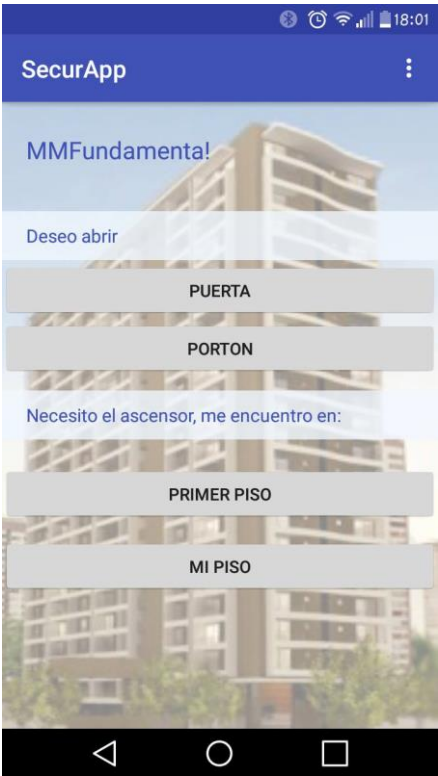 18:01
SecurApp
MMFundamenta!
Deseo abrir
PUERTA
PORTON
Necesito el ascensor, me encuentro en:
PRIMER PISO
MI PISO